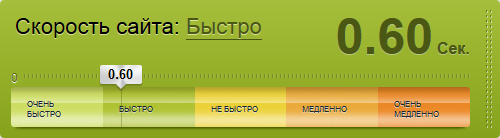 Скорость сайта: Быстро
0.60 Сек.
0
0.60
ОЧЕНЬ
БЫСТРО
БЫСТРО
НЕ БЫСТРО
МЕДЛЕННО
ОЧЕНЬ
МЕДЛЕННО